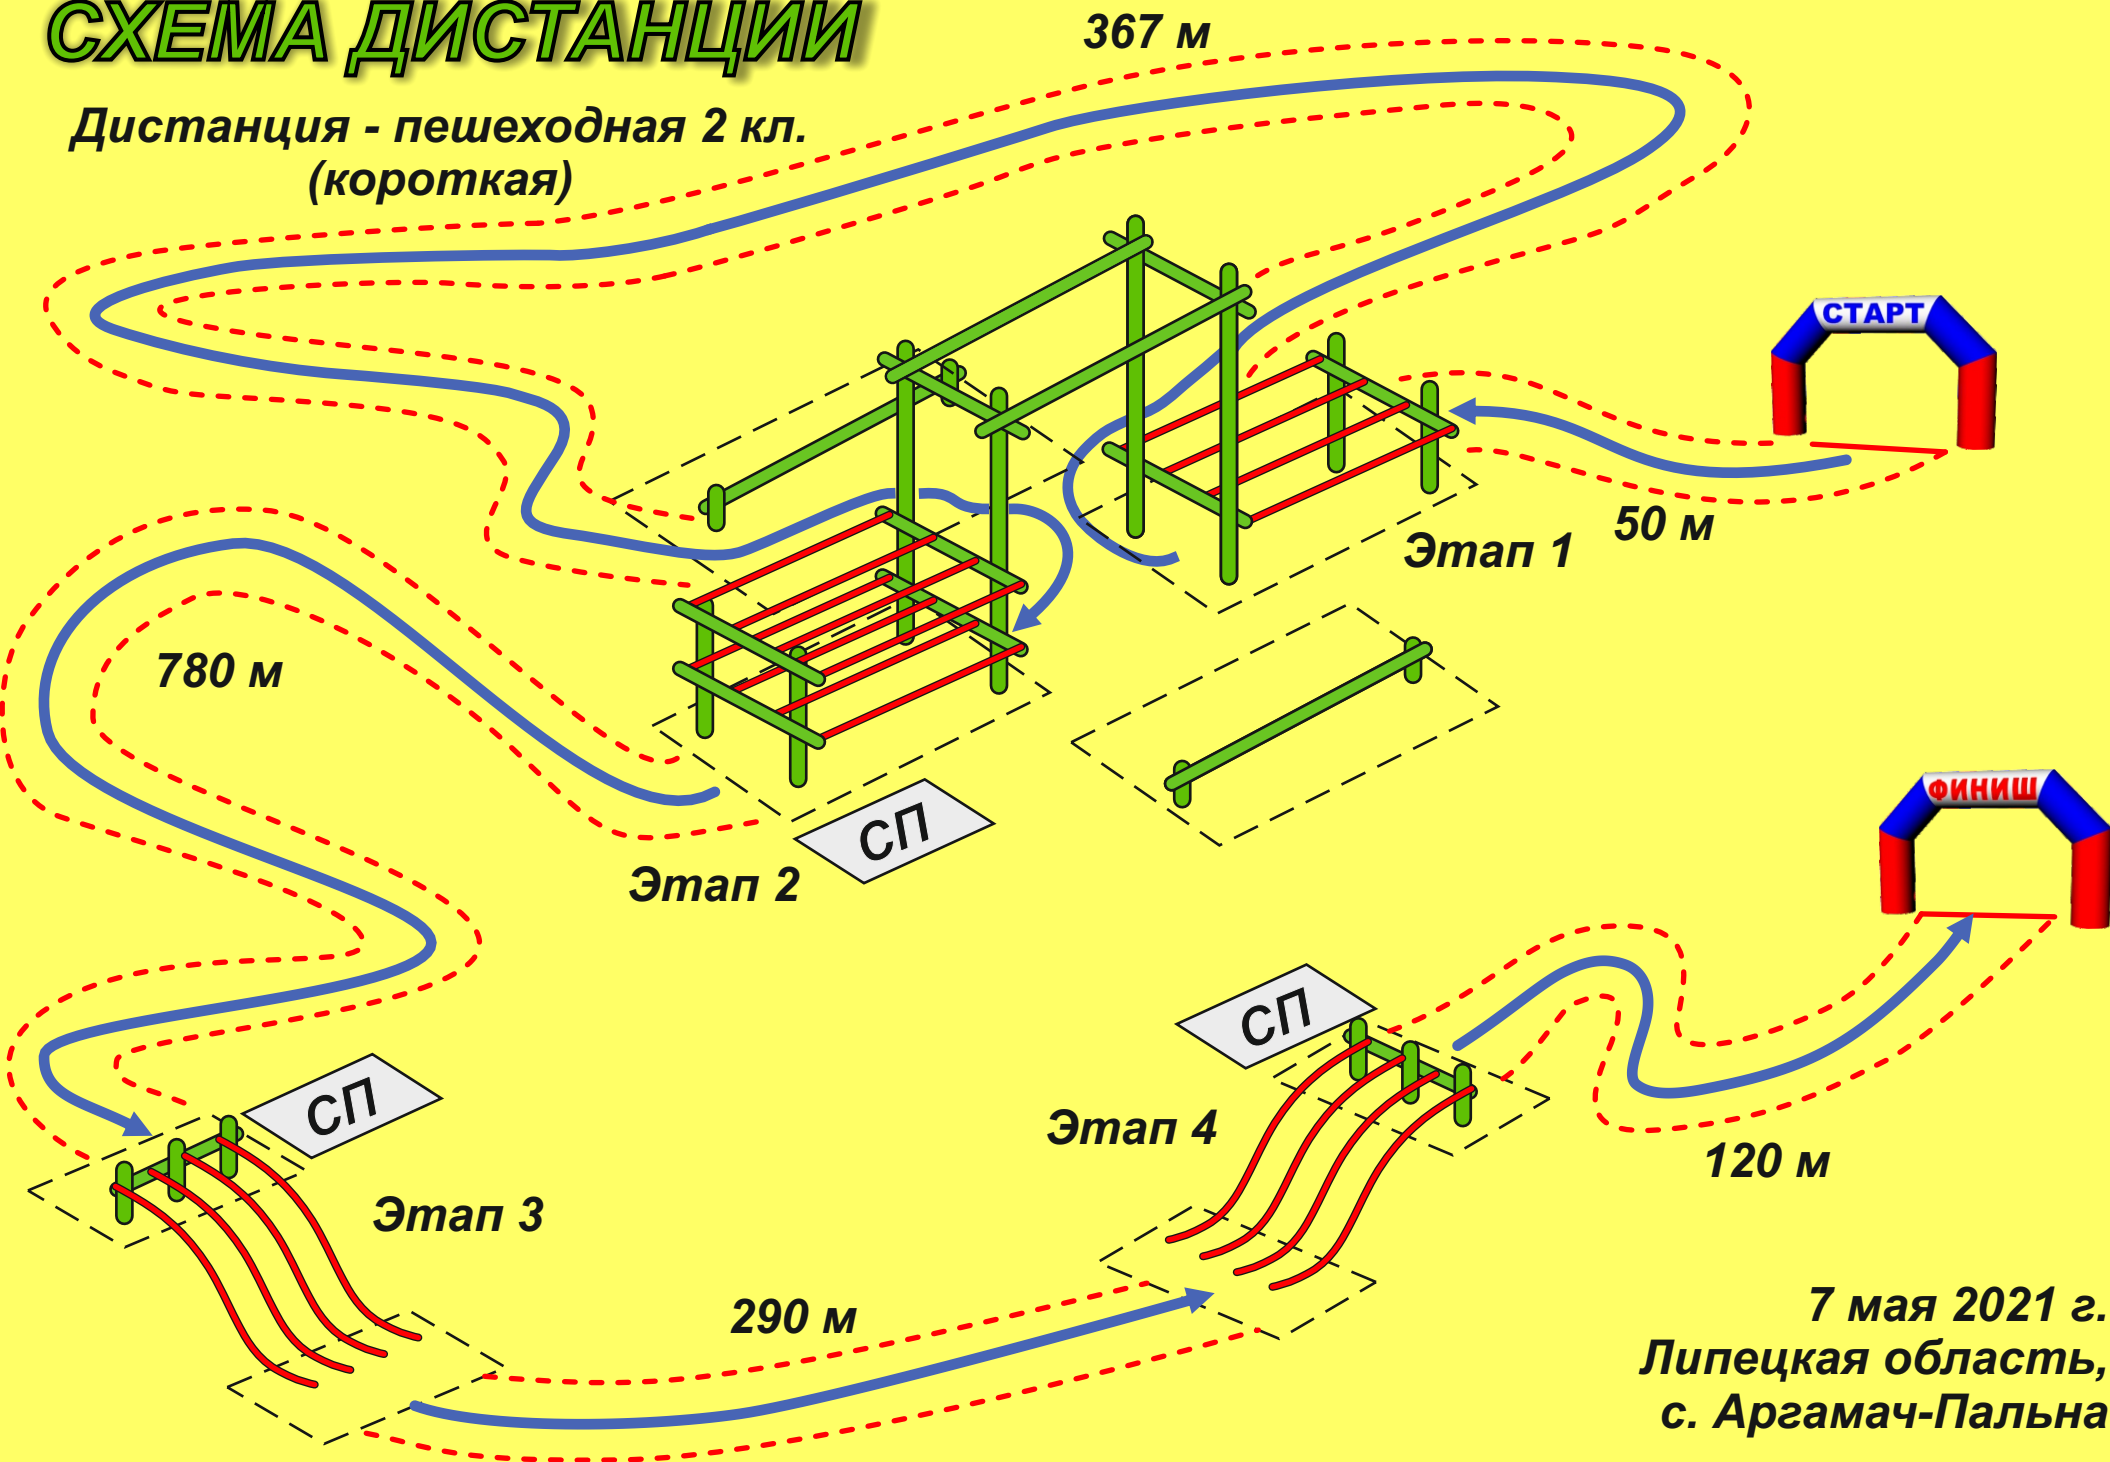 СХЕМА ДИСТАНЦИИ
Дистанция - пешеходная 2 кл.
(короткая)
367 м
СТАРТ
50 м
Этап 1
780 м
СП
Этап 2
ФИНИШ
СП
Этап 3
СП
Этап 4
120 м
290 м
7 мая 2021 г.
Липецкая область,
с. Аргамач-Пальна